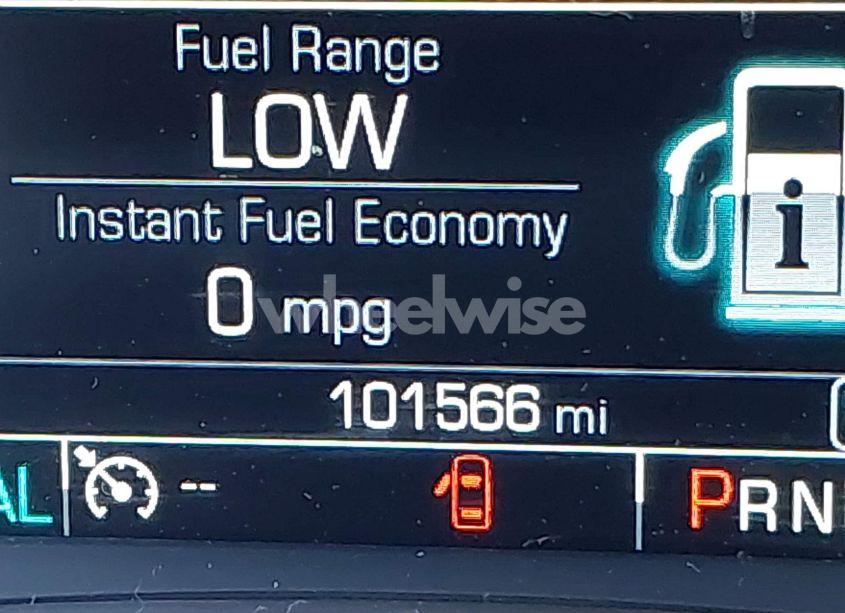 Fuel Range
LOW
Instant Fuel Economy
0 mpg
wheelwise
i
101566 mi
AL
--
PRN